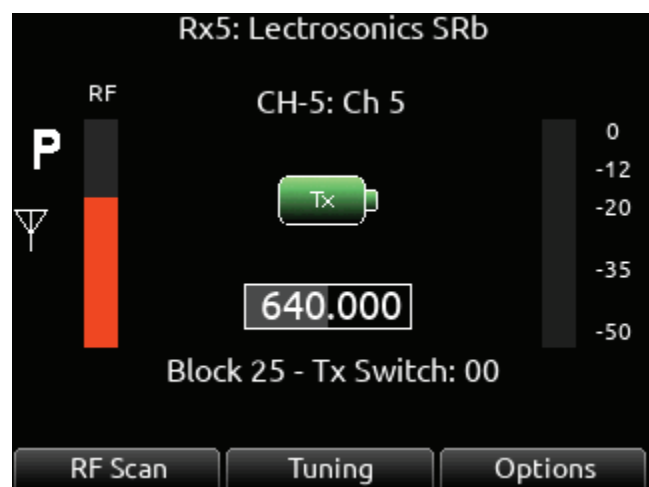 Rx5: Lectrosonics SRb
RF
CH-5: Ch 5
P
Tx
0
-12
-20
-35
-50
640.000
Block 25 - Tx Switch: 00
RF Scan
Tuning
Options